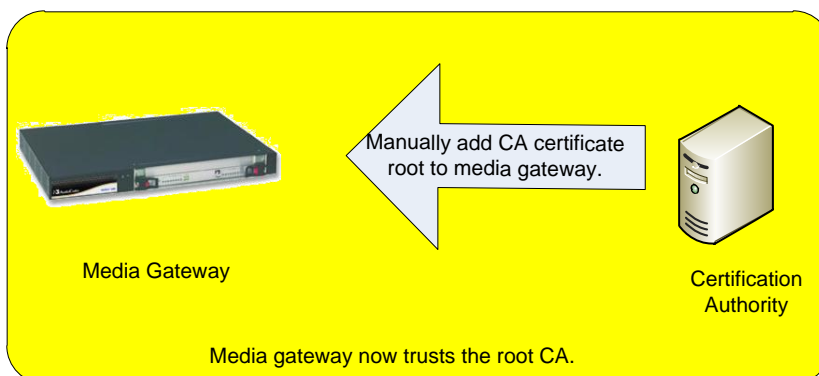 Manually add CA certificate
root to media gateway.
Media Gateway
Certification
Authority
Media gateway now trusts the root CA.